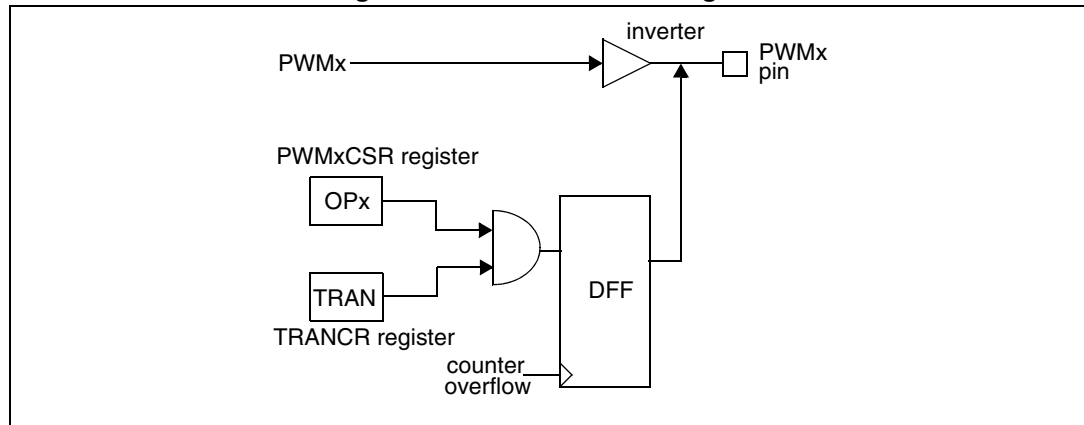 inverter
PWMx
PWMx
pin
PWMxCSR register
OPx
TRAN
DFF
TRANCR register
counter
overflow